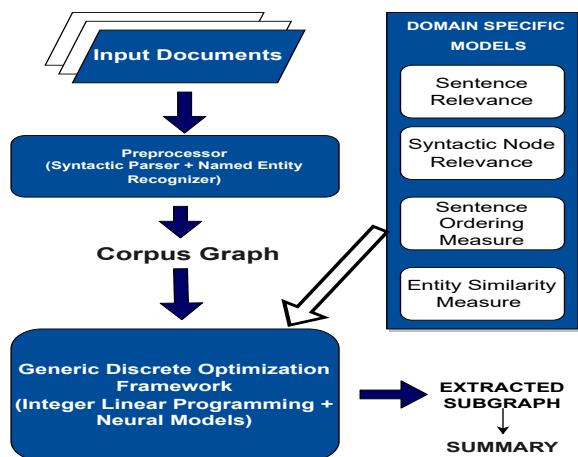 Input Documents
Preprocessor
(Syntactic Parser + Named Entity
Recognizer)
Corpus Graph
Generic Discrete Optimization
Framework
(Integer Linear Programming +
Neural Models)
DOMAIN SPECIFIC
MODELS
Sentence
Relevance
Syntactic Node
Relevance
Sentence
Ordering
Measure
Entity Similarity
Measure
EXTRACTED
SUBGRAPH
SUMMARY